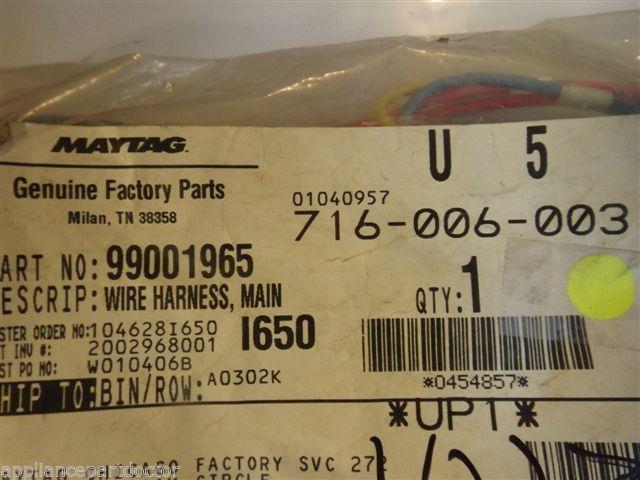 MAYTAG
Genuine Factory Parts
Milan, TN 38358
U 5
01040957
716-006-003
ART NO: 99001965
ESCRIP: WIRE HARNESS, MAIN
QTY: 1
STER ORDER NO: 104628I650
I650
T INV #: 2002968001
ST PO NO: W010406B
HIP TO: BIN/ROW: A0302K
*0454857*
*UP1*
FACTORY SVC 272
CIRCLE
appliancepartdoctor